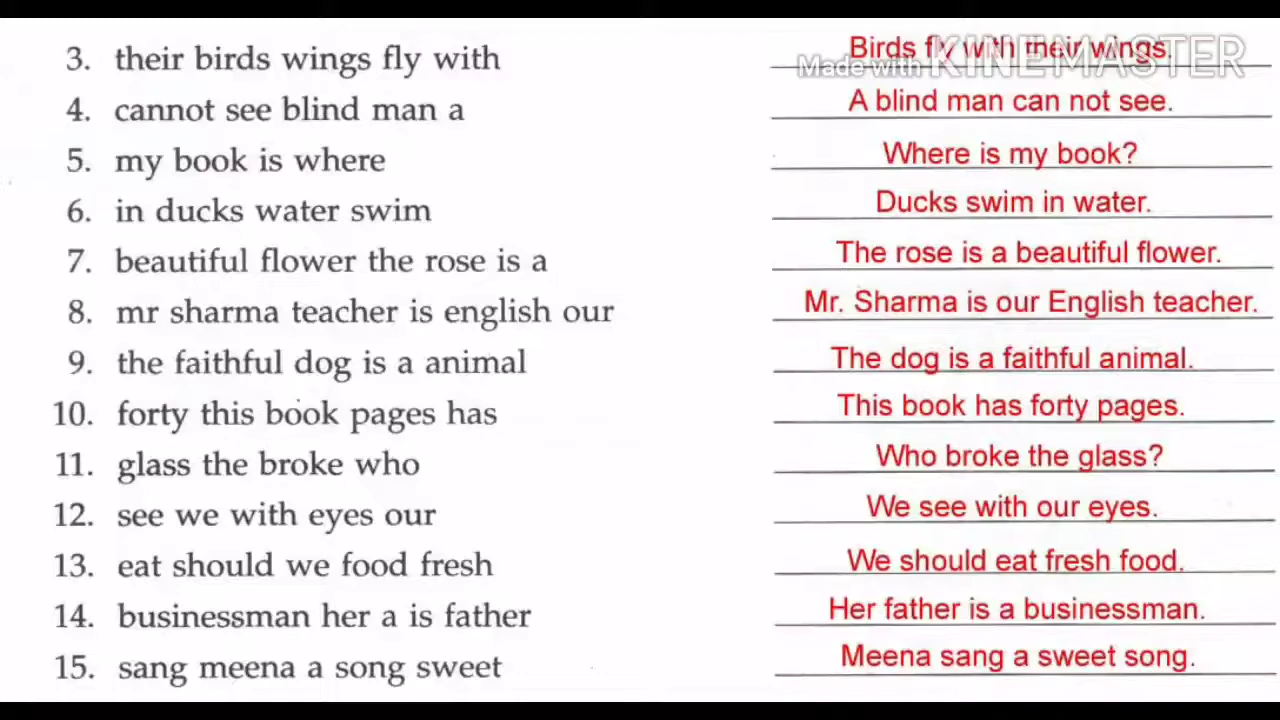 3. their birds wings fly with Birds fly with their wings.
Made with KINEMASTER
4. cannot see blind man a A blind man can not see.
5. my book is where Where is my book?
6. in ducks water swim Ducks swim in water.
7. beautiful flower the rose is a The rose is a beautiful flower.
8. mr sharma teacher is english our Mr. Sharma is our English teacher.
9. the faithful dog is a animal The dog is a faithful animal.
10. forty this book pages has This book has forty pages.
11. glass the broke who Who broke the glass?
12. see we with eyes our We see with our eyes.
13. eat should we food fresh We should eat fresh food.
14. businessman her a is father Her father is a businessman.
15. sang meena a song sweet Meena sang a sweet song.